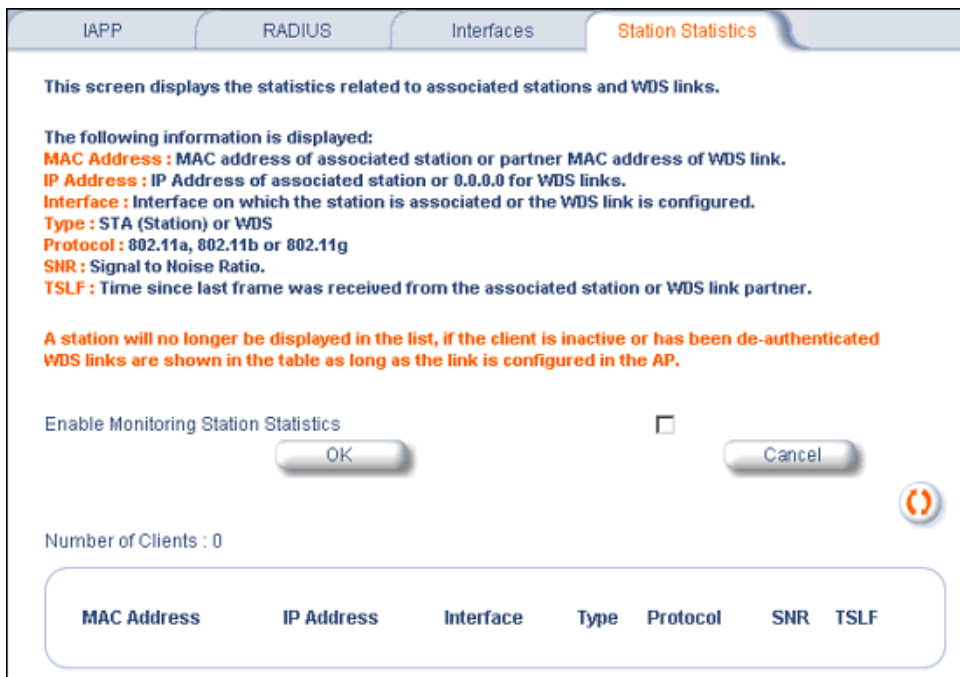 IAPP RADIUS Interfaces Station Statistics
This screen displays the statistics related to associated stations and WDS links.
The following information is displayed:
MAC Address : MAC address of associated station or partner MAC address of WDS link.
IP Address : IP Address of associated station or 0.0.0.0 for WDS links.
Interface : Interface on which the station is associated or the WDS link is configured.
Type : STA (Station) or WDS
Protocol : 802.11a, 802.11b or 802.11g
SNR : Signal to Noise Ratio.
TSLF : Time since last frame was received from the associated station or WDS link partner.
A station will no longer be displayed in the list, if the client is inactive or has been de-authenticated
WDS links are shown in the table as long as the link is configured in the AP.
Enable Monitoring Station Statistics
OK Cancel
Number of Clients : 0
MAC Address IP Address Interface Type Protocol SNR TSLF